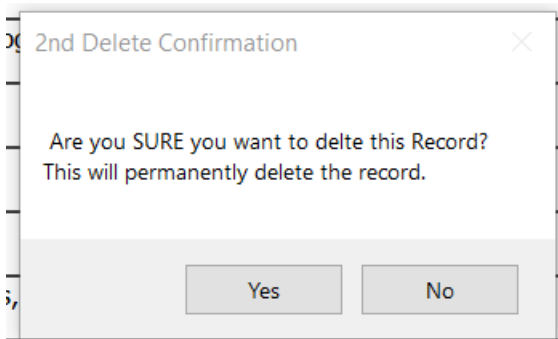 2nd Delete Confirmation
Are you SURE you want to delte this Record?
This will permanently delete the record.
Yes
No